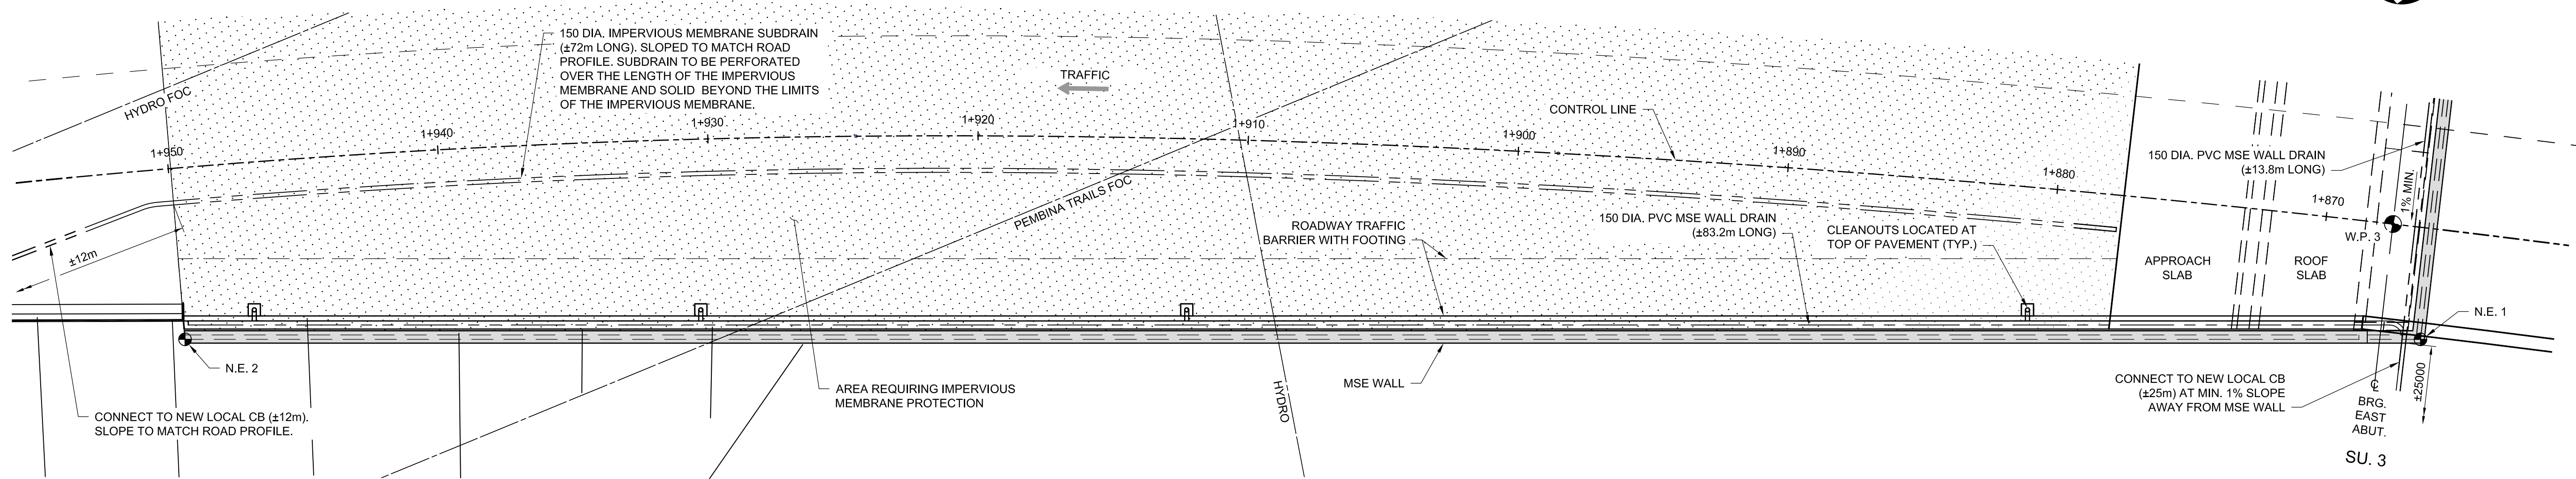 150 DIA. IMPERVIOUS MEMBRANE SUBDRAIN
(±72m LONG). SLOPED TO MATCH ROAD
PROFILE. SUBDRAIN TO BE PERFORATED
OVER THE LENGTH OF THE IMPERVIOUS
MEMBRANE AND SOLID BEYOND THE LIMITS
OF THE IMPERVIOUS MEMBRANE.
TRAFFIC
HYDRO FOC
CONTROL LINE
1+950
1+940
1+930
1+920
1+910
1+900
1+890
1+880
1+870
150 DIA. PVC MSE WALL DRAIN
(±13.8m LONG)
1% MIN.
PEMBINA TRAILS FOC
150 DIA. PVC MSE WALL DRAIN
(±83.2m LONG)
ROADWAY TRAFFIC
BARRIER WITH FOOTING
CLEANOUTS LOCATED AT
TOP OF PAVEMENT (TYP.)
W.P. 3
±12m
APPROACH
SLAB
ROOF
SLAB
N.E. 1
N.E. 2
AREA REQUIRING IMPERVIOUS
MEMBRANE PROTECTION
HYDRO
MSE WALL
CONNECT TO NEW LOCAL CB
(±25m) AT MIN. 1% SLOPE
AWAY FROM MSE WALL
℄
BRG.
EAST
ABUT.
±25000
CONNECT TO NEW LOCAL CB (±12m).
SLOPE TO MATCH ROAD PROFILE.
SU. 3